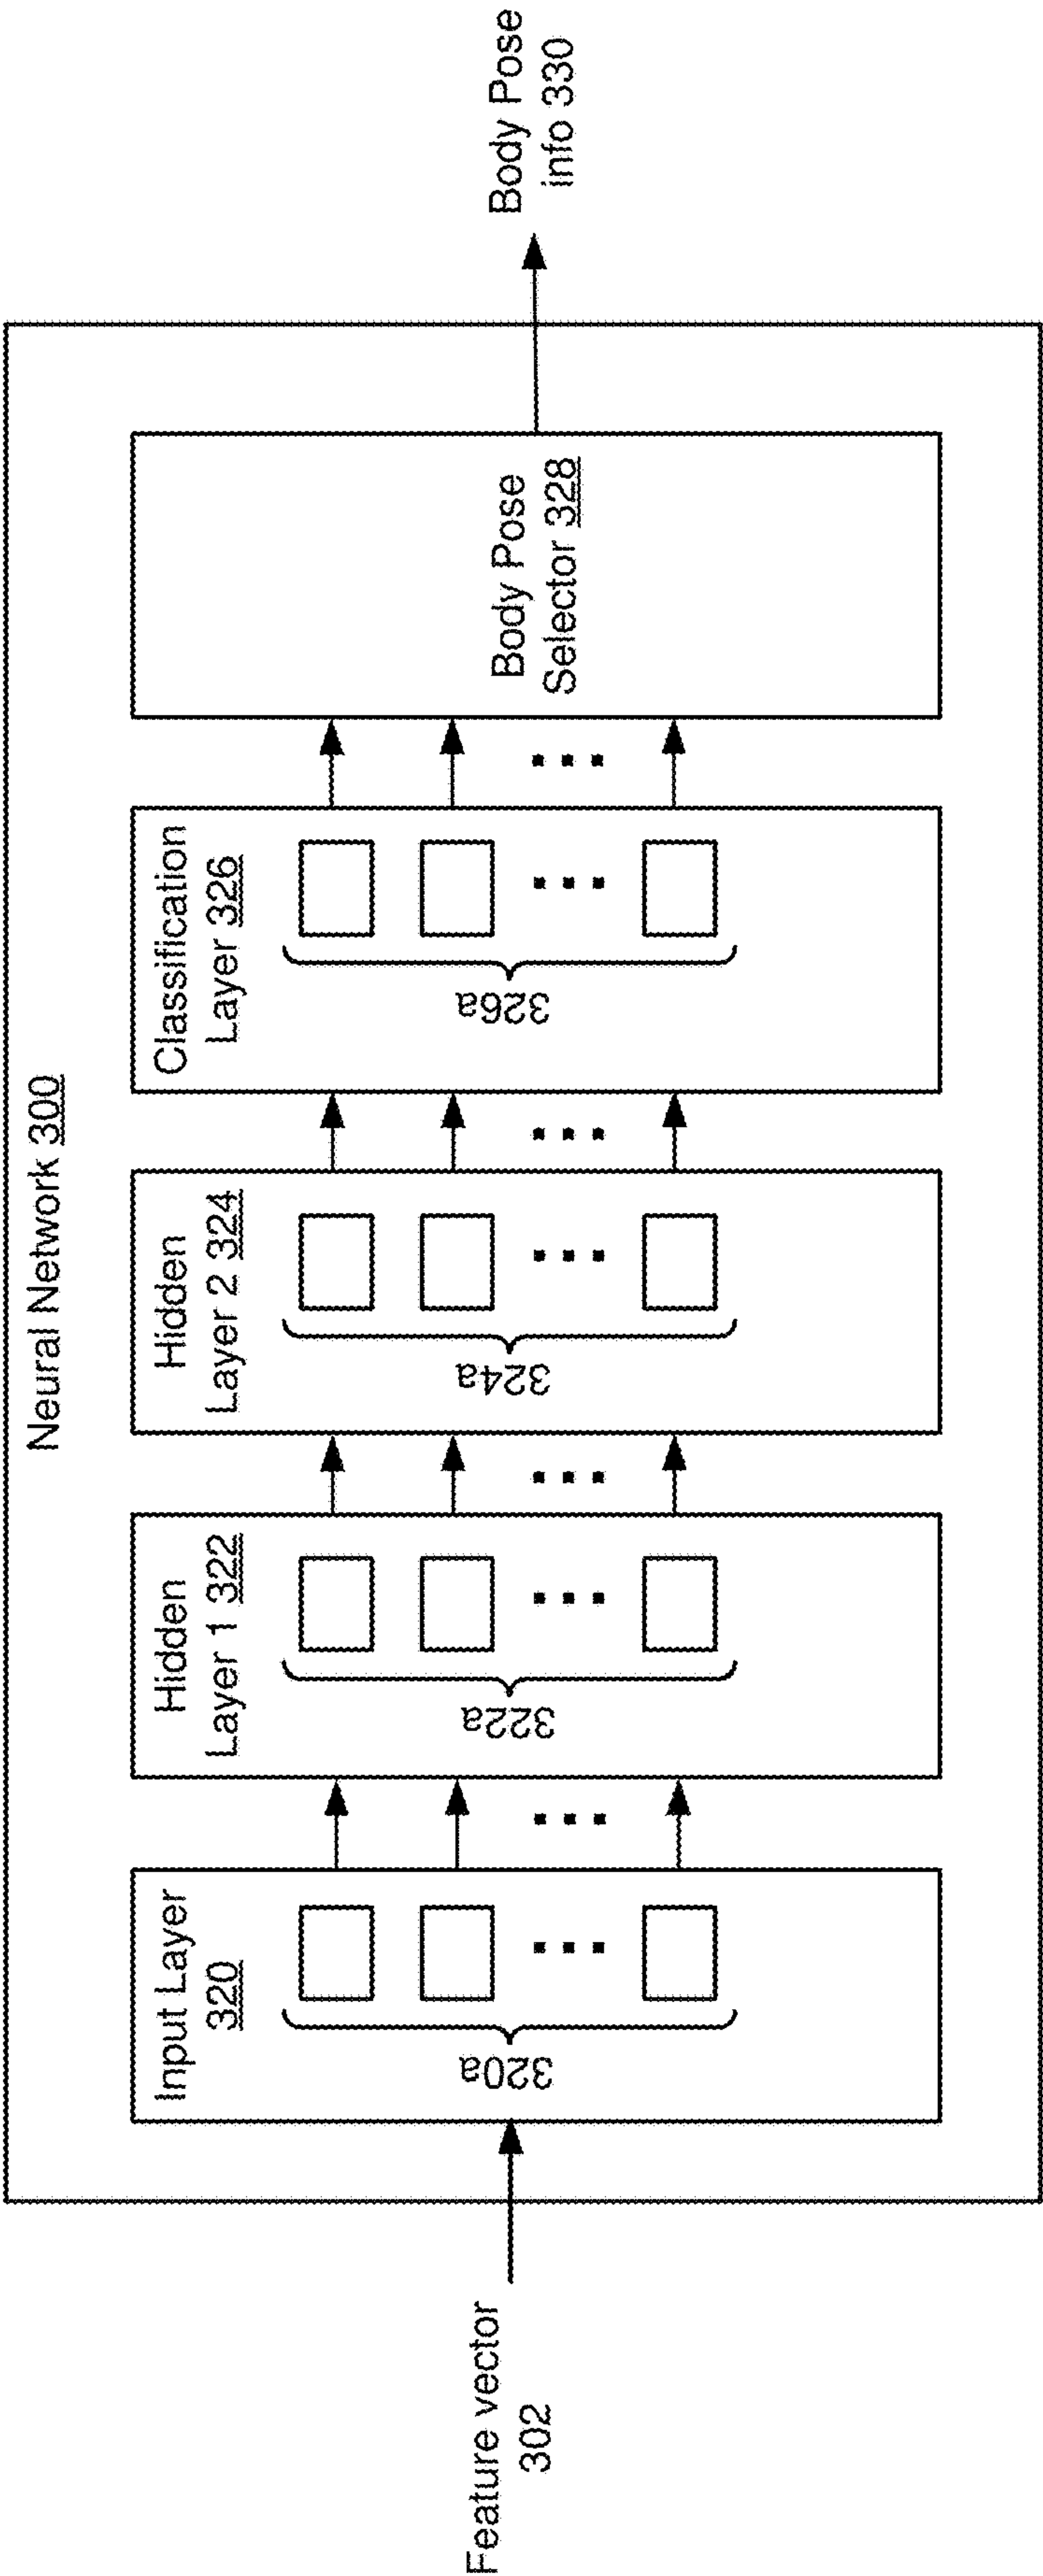 Neural Network 300
Feature vector
302
Input Layer
320
320a
Hidden
Layer 1 322
322a
Hidden
Layer 2 324
324a
Classification
Layer 326
326a
Body Pose
Selector 328
Body Pose
info 330